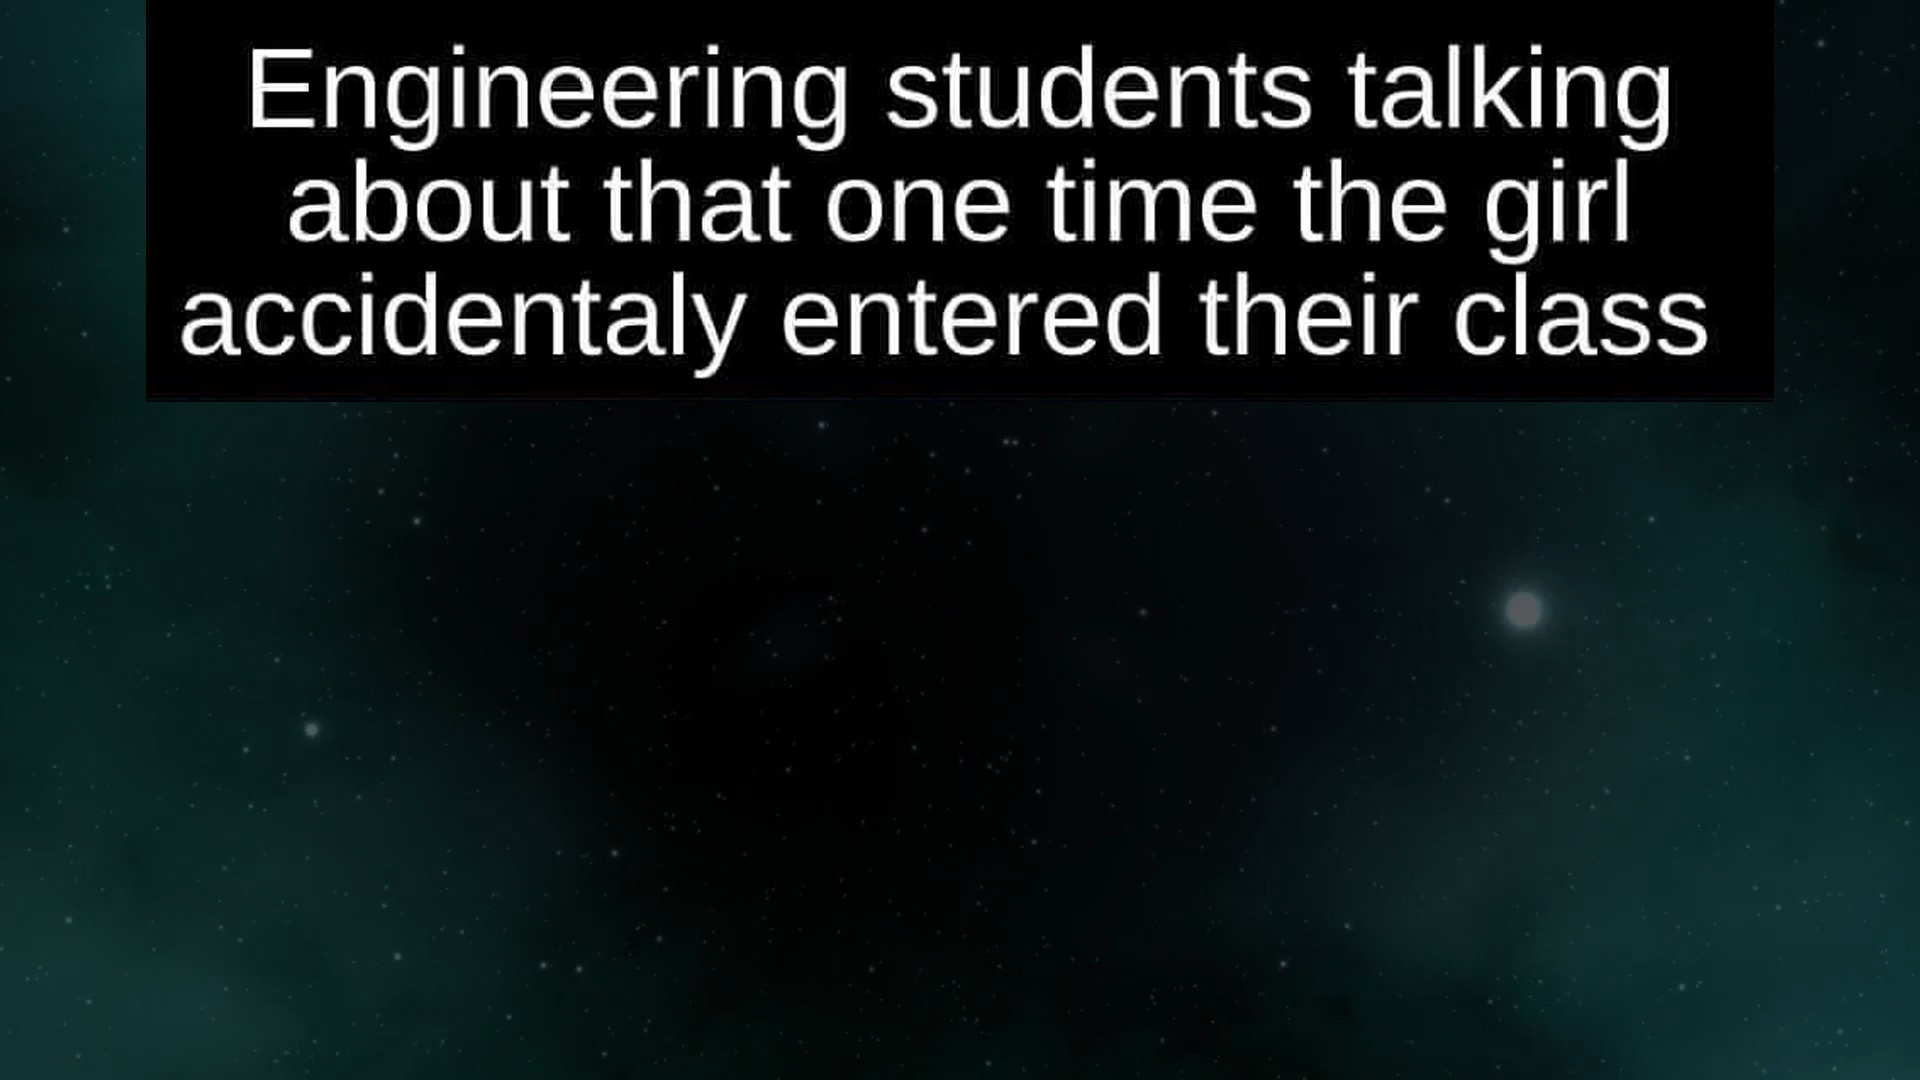 Engineering students talking
about that one time the girl
accidentaly entered their class